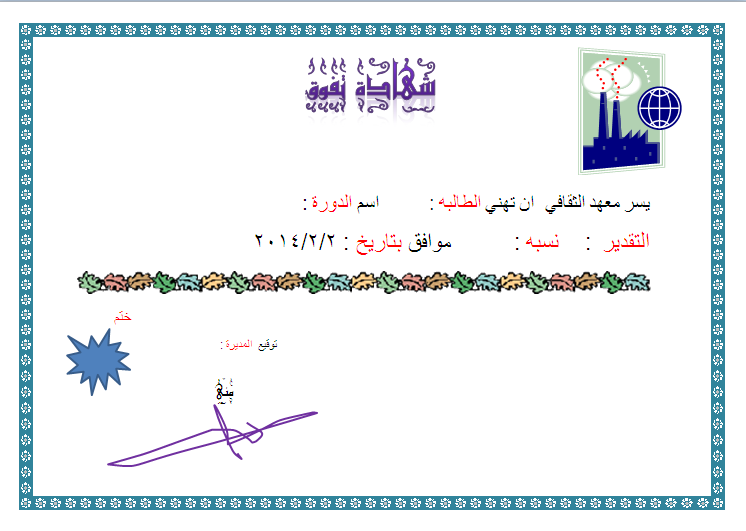 شهادة تفوق
يسر معهد الثقافي ان تهني الطالبه : اسم الدورة :
التقدير : نسبه : موافق بتاريخ : ٢٠١٤/٢/٢
ختم
توقيع المديرة :
منى